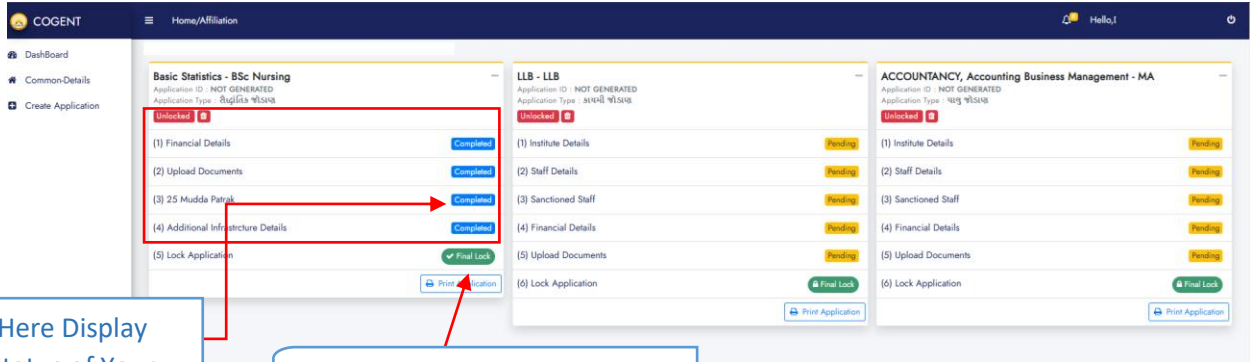 COGENT
Home/Affiliation
Hello,I
DashBoard
Common-Details
Create Application
Basic Statistics - BSc Nursing
Application ID : NOT GENERATED
Application Type : શૈક્ષણિક જોડાણ
Unlocked
(1) Financial Details
Completed
(2) Upload Documents
Completed
(3) 25 Mudda Patrak
Completed
(4) Additional Infrastrcture Details
Completed
(5) Lock Application
Final Lock
Print Application
LLB - LLB
Application ID : NOT GENERATED
Application Type : કાયમી જોડાણ
Unlocked
(1) Institute Details
Pending
(2) Staff Details
Pending
(3) Sanctioned Staff
Pending
(4) Financial Details
Pending
(5) Upload Documents
Pending
(6) Lock Application
Final Lock
Print Application
ACCOUNTANCY, Accounting Business Management - MA
Application ID : NOT GENERATED
Application Type : ચાલુ જોડાણ
Unlocked
(1) Institute Details
Pending
(2) Staff Details
Pending
(3) Sanctioned Staff
Pending
(4) Financial Details
Pending
(5) Upload Documents
Pending
(6) Lock Application
Final Lock
Print Application
Here Display
of Your